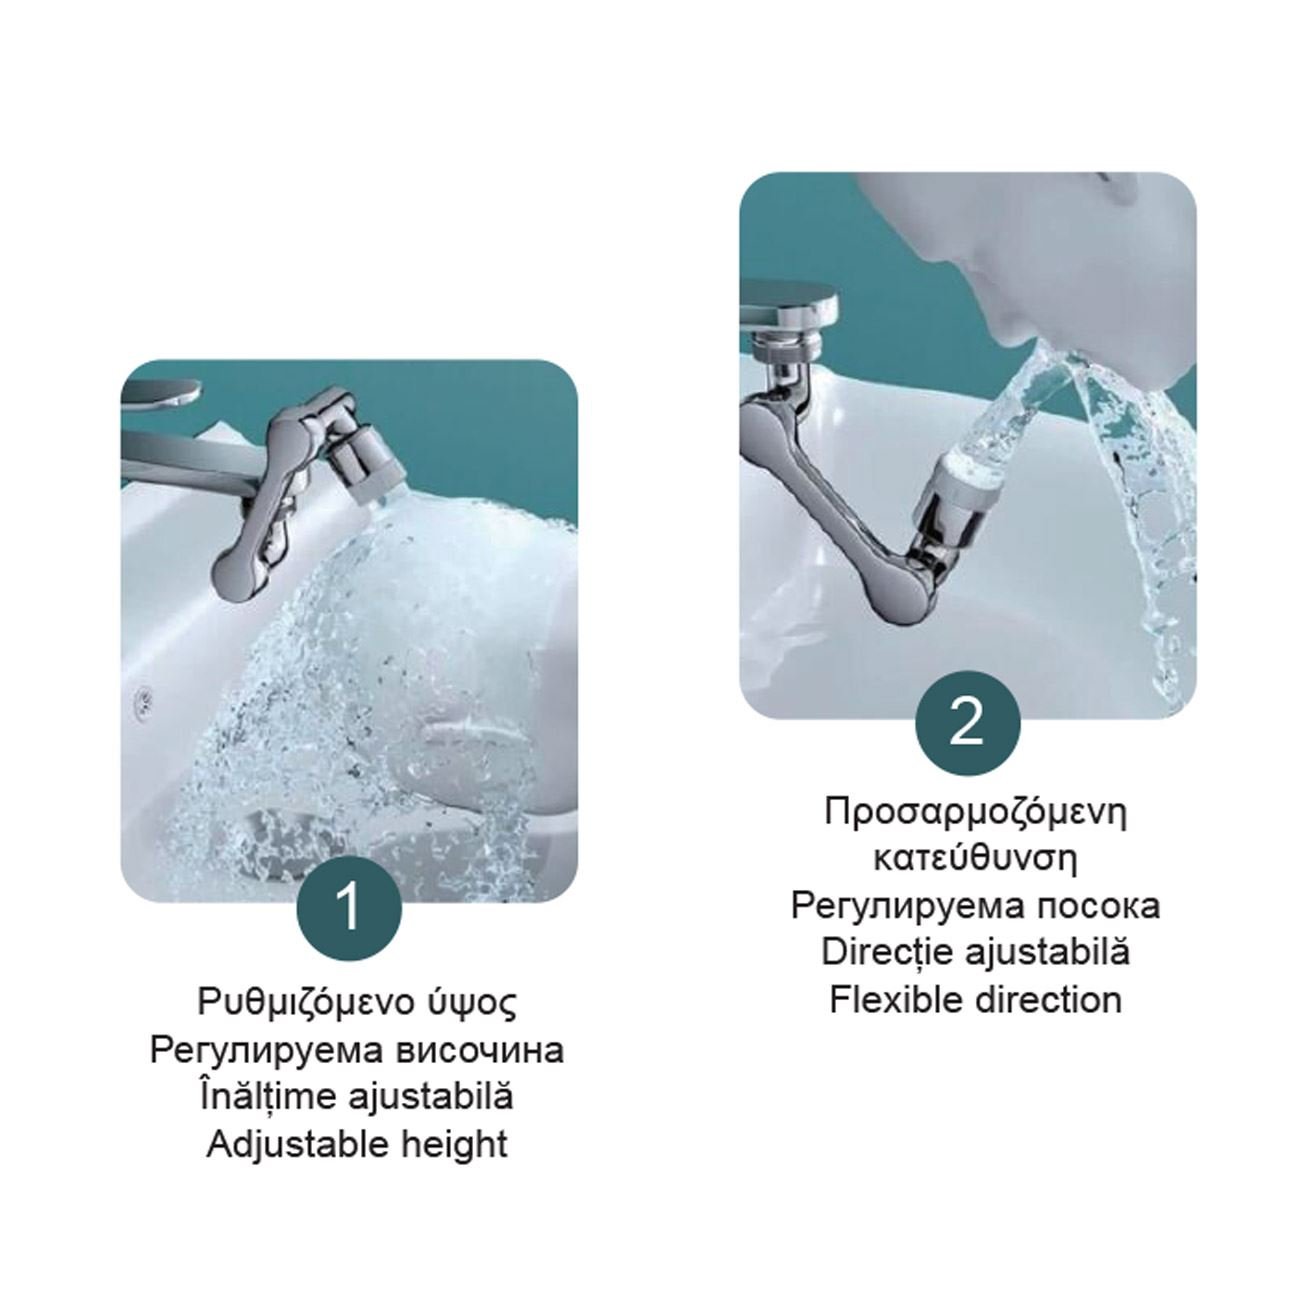 1
Ρυθμιζόμενο ύψος
Регулируема височина
Înălțime ajustabilă
Adjustable height
2
Προσαρμοζόμενη
κατεύθυνση
Регулируема посока
Direcție ajustabilă
Flexible direction